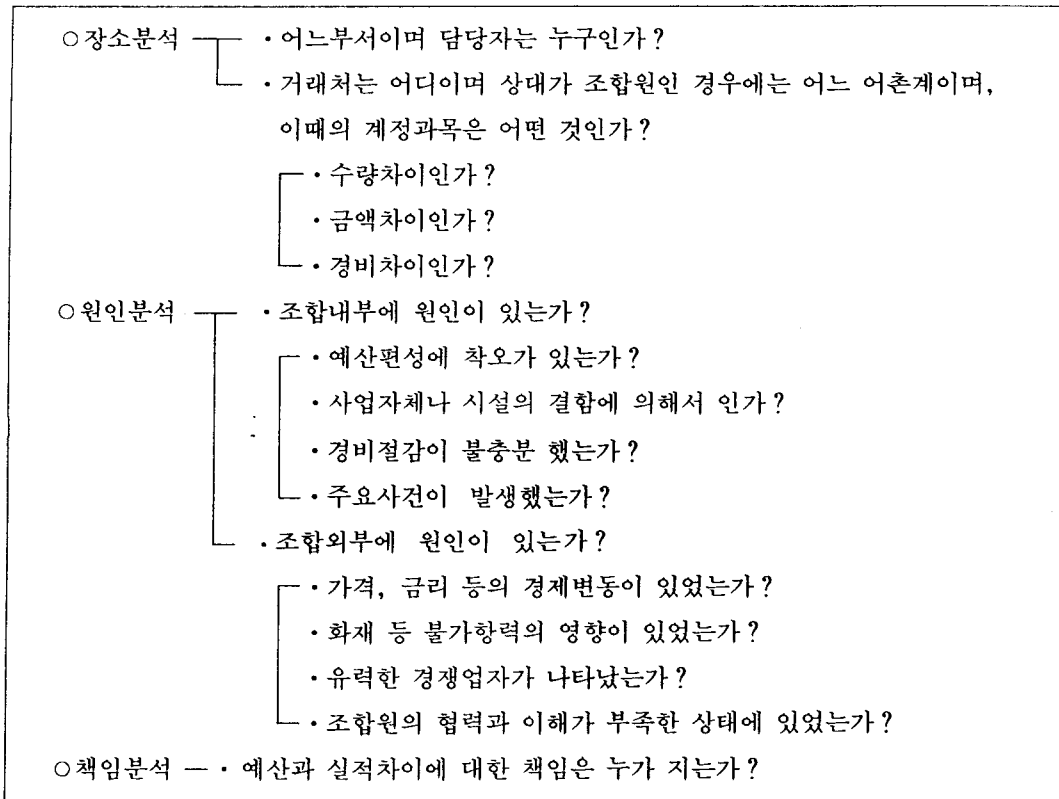 ○장소분석 · 어느부서이며 담당자는 누구인가?
· 거래처는 어디이며 상대가 조합원인 경우에는 어느 어촌계이며,
이때의 계정과목은 어떤 것인가?
· 수량차이인가?
· 금액차이인가?
· 경비차이인가?
○원인분석 · 조합내부에 원인이 있는가?
· 예산편성에 착오가 있는가?
· 사업자체나 시설의 결함에 의해서 인가?
· 경비절감이 불충분 했는가?
· 주요사건이 발생했는가?
· 조합외부에 원인이 있는가?
· 가격, 금리 등의 경제변동이 있었는가?
· 화재 등 불가항력의 영향이 있었는가?
· 유력한 경쟁업자가 나타났는가?
· 조합원의 협력과 이해가 부족한 상태에 있었는가?
○책임분석 — · 예산과 실적차이에 대한 책임은 누가 지는가?